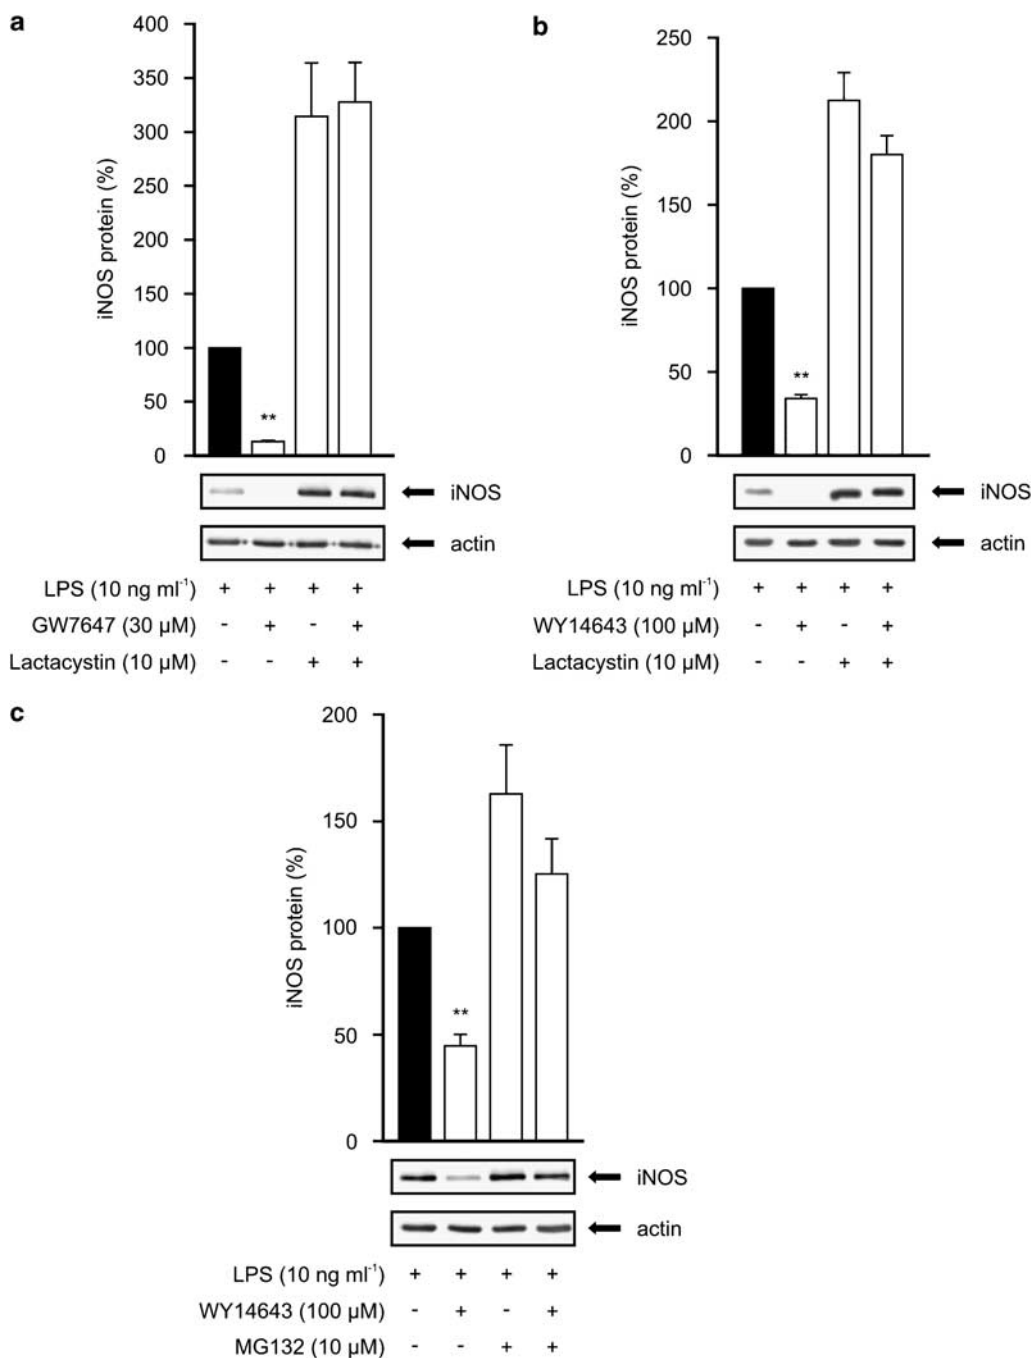 a
400
350
300
250
200
150
100
50
0
iNOS protein (%)
**
iNOS
actin
LPS (10 ng ml⁻¹) + + + +
GW7647 (30 µM) - + - +
Lactacystin (10 µM) - - + +
b
250
200
150
100
50
0
iNOS protein (%)
**
iNOS
actin
LPS (10 ng ml⁻¹) + + + +
WY14643 (100 µM) - + - +
Lactacystin (10 µM) - - + +
c
200
150
100
50
0
iNOS protein (%)
**
iNOS
actin
LPS (10 ng ml⁻¹) + + + +
WY14643 (100 µM) - + - +
MG132 (10 µM) - - + +